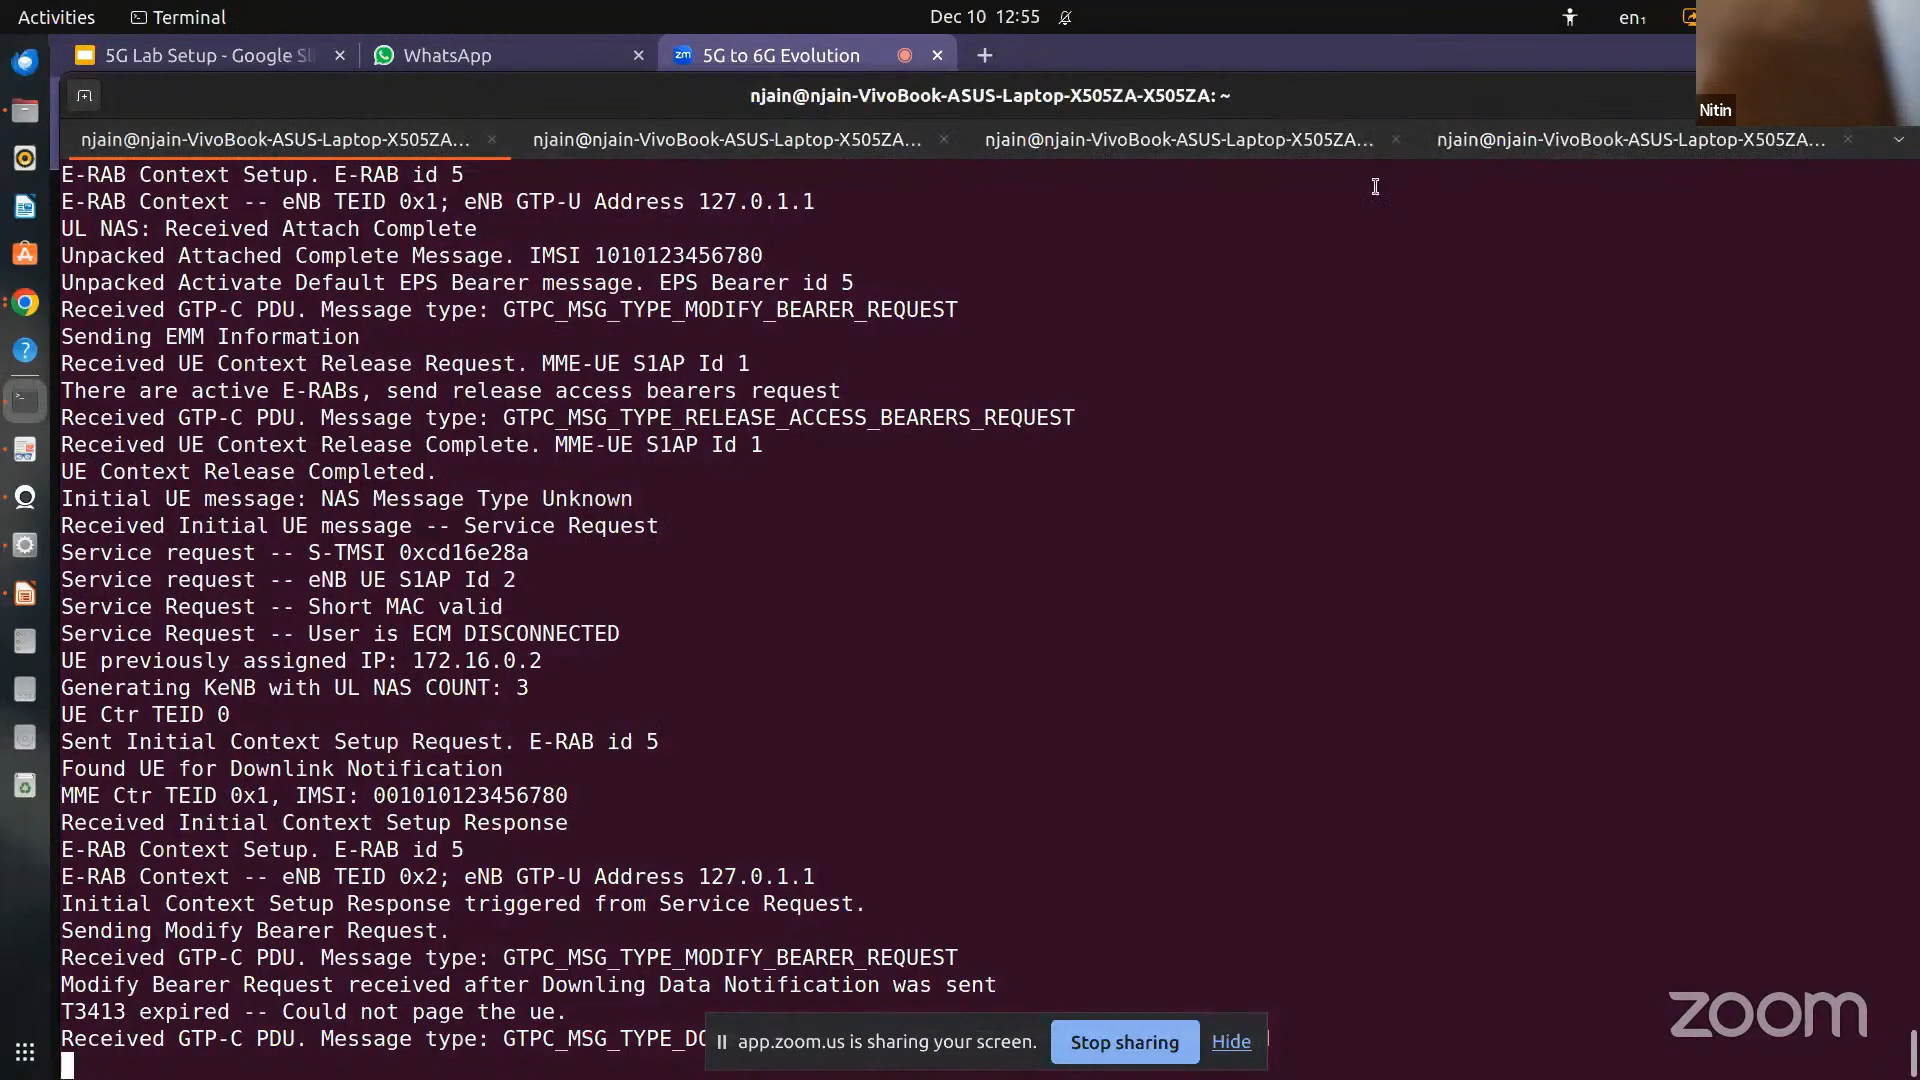 Activities
Terminal
Dec 10 12:55
en₁
5G Lab Setup - Google Sl
WhatsApp
zm 5G to 6G Evolution
njain@njain-VivoBook-ASUS-Laptop-X505ZA-X505ZA: ~
Nitin
njain@njain-VivoBook-ASUS-Laptop-X505ZA...
njain@njain-VivoBook-ASUS-Laptop-X505ZA...
njain@njain-VivoBook-ASUS-Laptop-X505ZA...
njain@njain-VivoBook-ASUS-Laptop-X505ZA...
E-RAB Context Setup. E-RAB id 5
E-RAB Context -- eNB TEID 0x1; eNB GTP-U Address 127.0.1.1
UL NAS: Received Attach Complete
Unpacked Attached Complete Message. IMSI 1010123456780
Unpacked Activate Default EPS Bearer message. EPS Bearer id 5
Received GTP-C PDU. Message type: GTPC_MSG_TYPE_MODIFY_BEARER_REQUEST
Sending EMM Information
Received UE Context Release Request. MME-UE S1AP Id 1
There are active E-RABs, send release access bearers request
Received GTP-C PDU. Message type: GTPC_MSG_TYPE_RELEASE_ACCESS_BEARERS_REQUEST
Received UE Context Release Complete. MME-UE S1AP Id 1
UE Context Release Completed.
Initial UE message: NAS Message Type Unknown
Received Initial UE message -- Service Request
Service request -- S-TMSI 0xcd16e28a
Service request -- eNB UE S1AP Id 2
Service Request -- Short MAC valid
Service Request -- User is ECM DISCONNECTED
UE previously assigned IP: 172.16.0.2
Generating KeNB with UL NAS COUNT: 3
UE Ctr TEID 0
Sent Initial Context Setup Request. E-RAB id 5
Found UE for Downlink Notification
MME Ctr TEID 0x1, IMSI: 001010123456780
Received Initial Context Setup Response
E-RAB Context Setup. E-RAB id 5
E-RAB Context -- eNB TEID 0x2; eNB GTP-U Address 127.0.1.1
Initial Context Setup Response triggered from Service Request.
Sending Modify Bearer Request.
Received GTP-C PDU. Message type: GTPC_MSG_TYPE_MODIFY_BEARER_REQUEST
Modify Bearer Request received after Downling Data Notification was sent
T3413 expired -- Could not page the ue.
Received GTP-C PDU. Message type: GTPC_MSG_TYPE_DO
app.zoom.us is sharing your screen.
Stop sharing
Hide
zoom